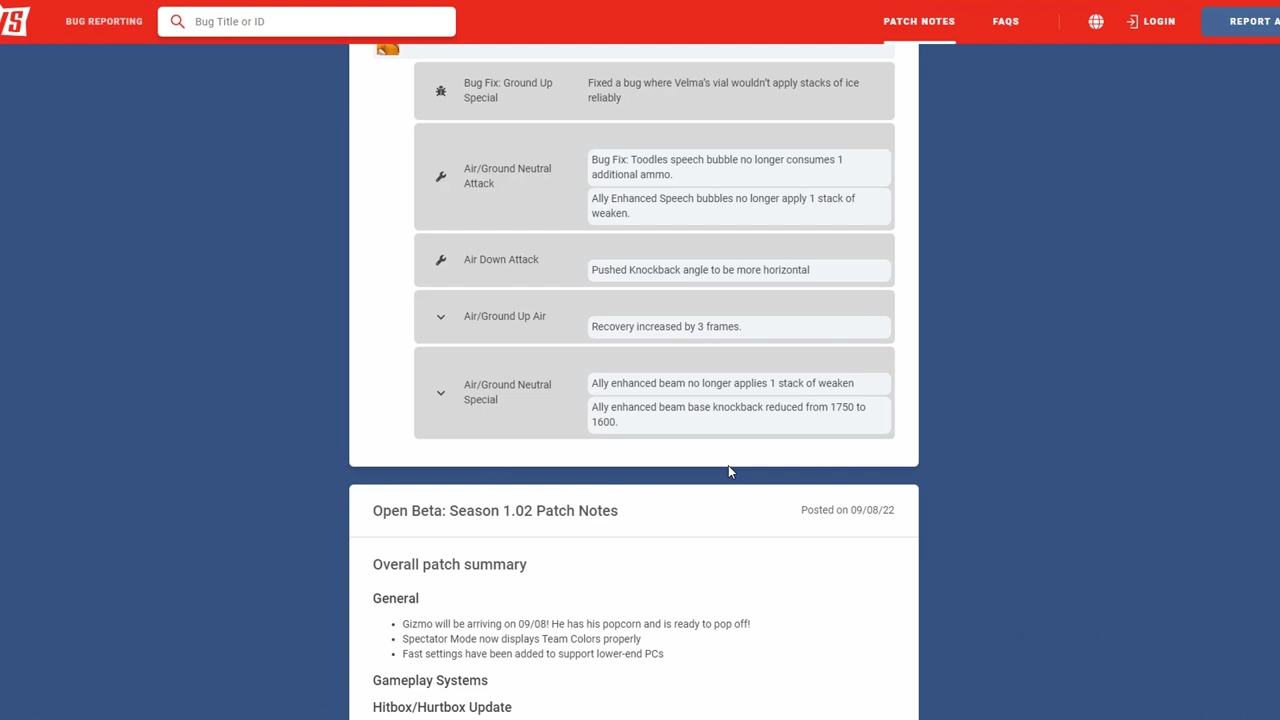 VS BUG REPORTING Bug Title or ID PATCH NOTES FAQS LOGIN REPORT A
Bug Fix: Ground Up
Special
Fixed a bug where Velma's vial wouldn't apply stacks of ice
reliably
Air/Ground Neutral
Attack
Bug Fix: Toodles speech bubble no longer consumes 1
additional ammo.
Ally Enhanced Speech bubbles no longer apply 1 stack of
weaken.
Air Down Attack
Pushed Knockback angle to be more horizontal
Air/Ground Up Air
Recovery increased by 3 frames.
Air/Ground Neutral
Special
Ally enhanced beam no longer applies 1 stack of weaken
Ally enhanced beam base knockback reduced from 1750 to
1600.
Open Beta: Season 1.02 Patch Notes Posted on 09/08/22
Overall patch summary
General
• Gizmo will be arriving on 09/08! He has his popcorn and is ready to pop off!
• Spectator Mode now displays Team Colors properly
• Fast settings have been added to support lower-end PCs
Gameplay Systems
Hitbox/Hurtbox Update